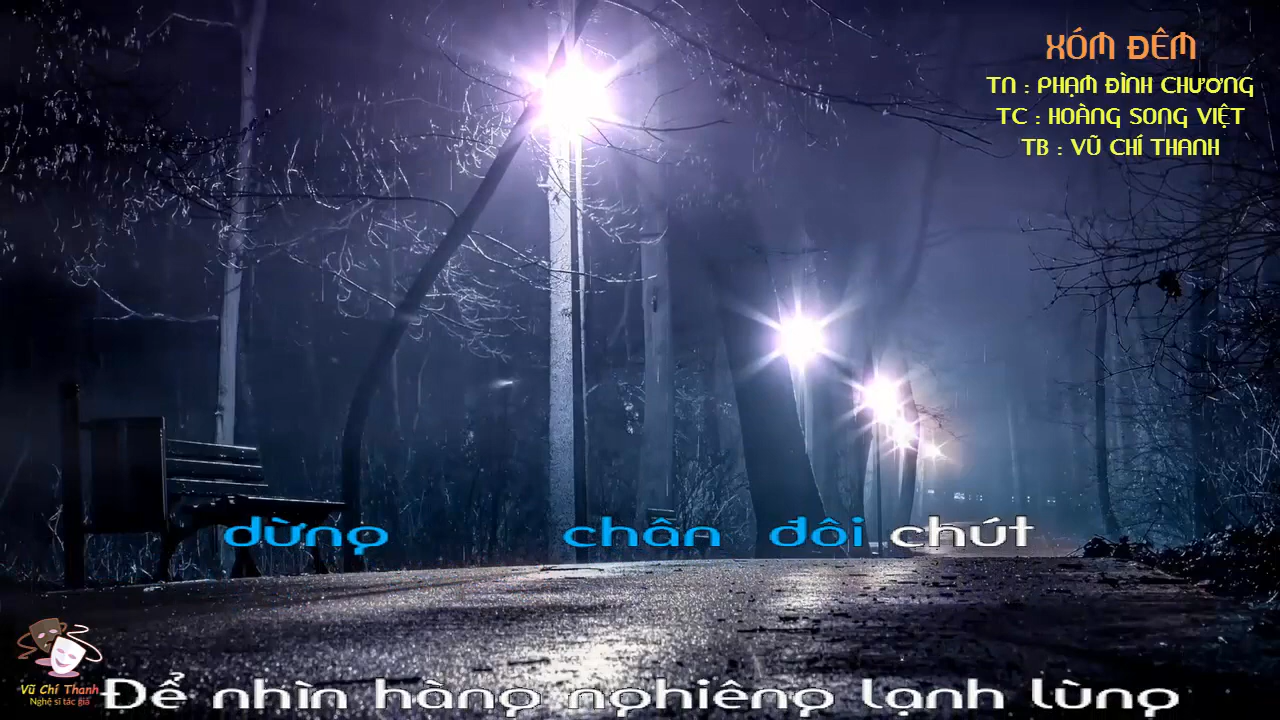 XÓM ĐÊM
TN : PHẠM ĐÌNH CHƯƠNG
TC : HOÀNG SONG VIỆT
TB : VŨ CHÍ THANH
dừng chân đôi chút
Để nhìn hàng nghiêng lạnh lùng
Vũ Chí Thanh
Nghệ sĩ tác giả